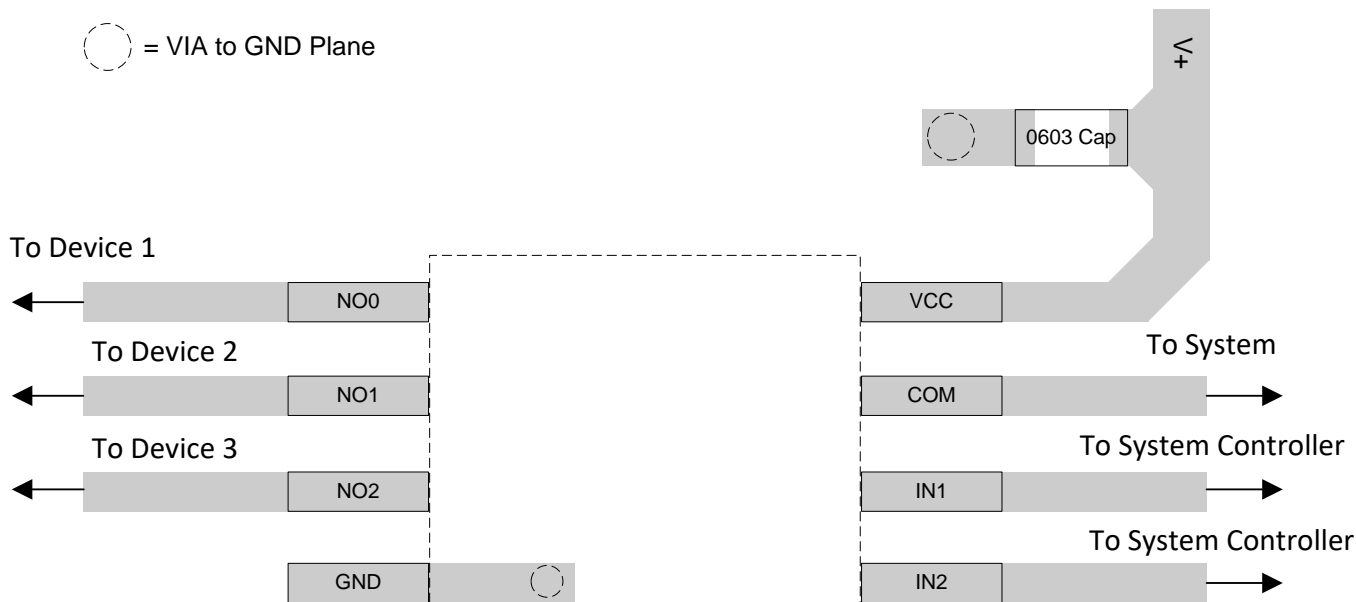 = VIA to GND Plane
V+
0603 Cap
To Device 1
NO0
VCC
To Device 2
To System
NO1
COM
To Device 3
To System Controller
NO2
IN1
To System Controller
GND
IN2